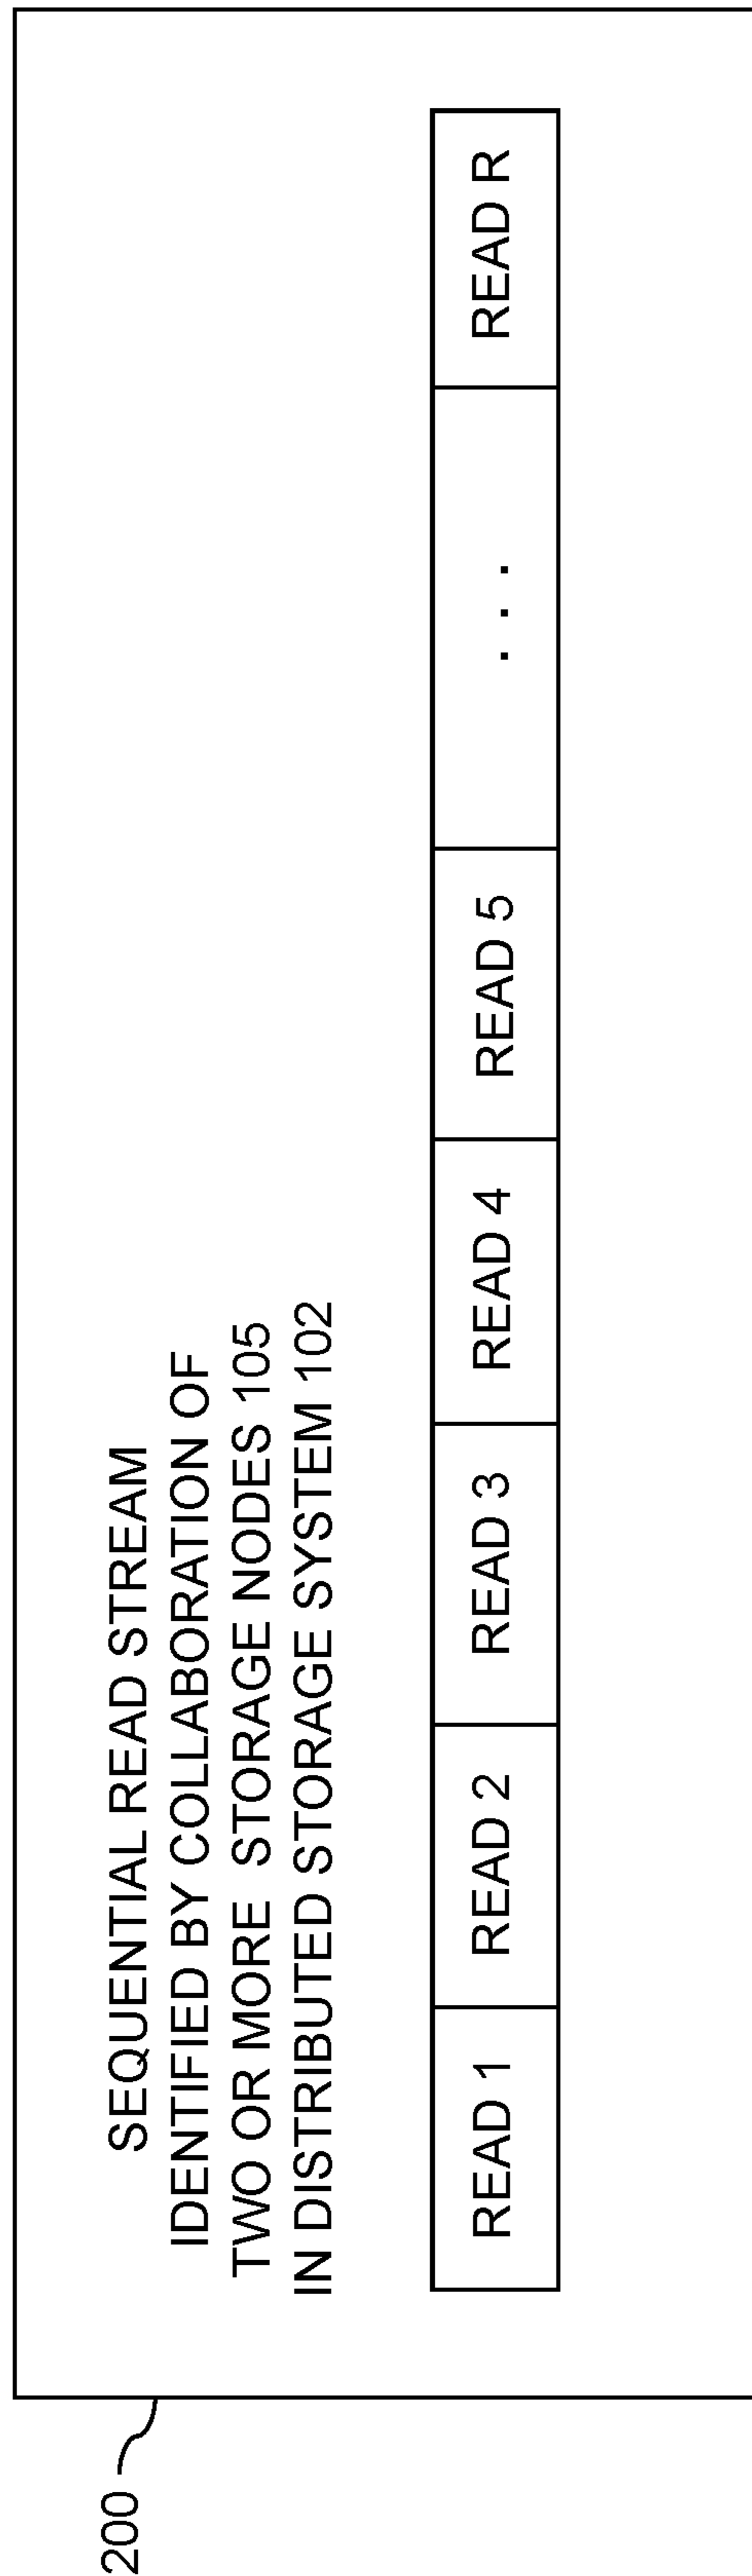 200
SEQUENTIAL READ STREAM
IDENTIFIED BY COLLABORATION OF
TWO OR MORE STORAGE NODES 105
IN DISTRIBUTED STORAGE SYSTEM 102
READ 1
READ 2
READ 3
READ 4
READ 5
. . .
READ R